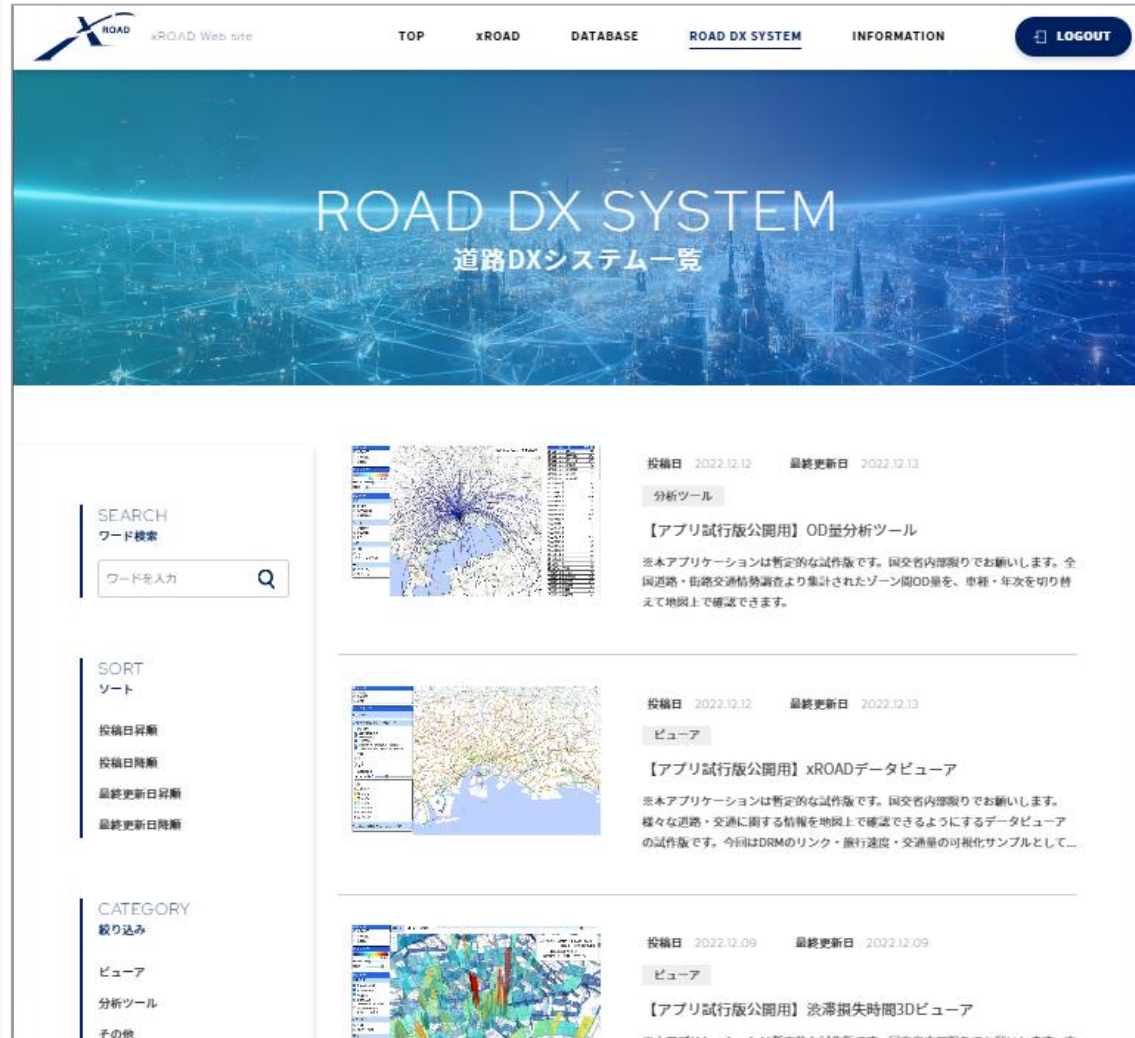 XROAD
xROAD Web site
TOP
xROAD
DATABASE
ROAD DX SYSTEM
INFORMATION
LOGOUT
ROAD DX SYSTEM
道路DXシステム一覧
SEARCH
ワード検索
ワードを入力
SORT
ソート
投稿日昇順
投稿日降順
最終更新日昇順
最終更新日降順
CATEGORY
絞り込み
ビューア
分析ツール
その他
投稿日 2022.12.12 最終更新日 2022.12.13
分析ツール
【アプリ試行版公開用】OD量分析ツール
※本アプリケーションは暫定的な試作版です。国交省内部限りでお願いします。全
国道路・街路交通情勢調査より集計されたゾーン間OD量を、車種・年次を切り替
えて地図上で確認できます。
投稿日 2022.12.12 最終更新日 2022.12.13
ビューア
【アプリ試行版公開用】xROADデータビューア
※本アプリケーションは暫定的な試作版です。国交省内部限りでお願いします。
様々な道路・交通に関する情報を地図上で確認できるようにするデータビューア
の試作版です。今回はDRMのリンク・旅行速度・交通量の可視化サンプルとして...
投稿日 2022.12.09 最終更新日 2022.12.09
ビューア
【アプリ試行版公開用】渋滞損失時間3Dビューア